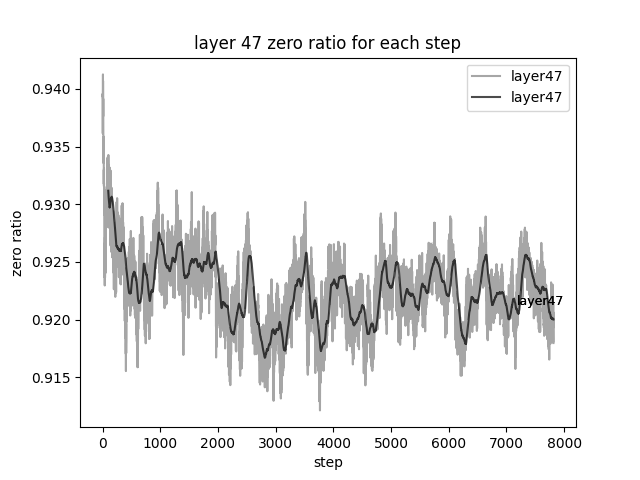 layer 47 zero ratio for each step
layer47
layer47
0.940
0.935
0.930
0.925
0.920
0.915
zero ratio
layer47
0 1000 2000 3000 4000 5000 6000 7000 8000
step